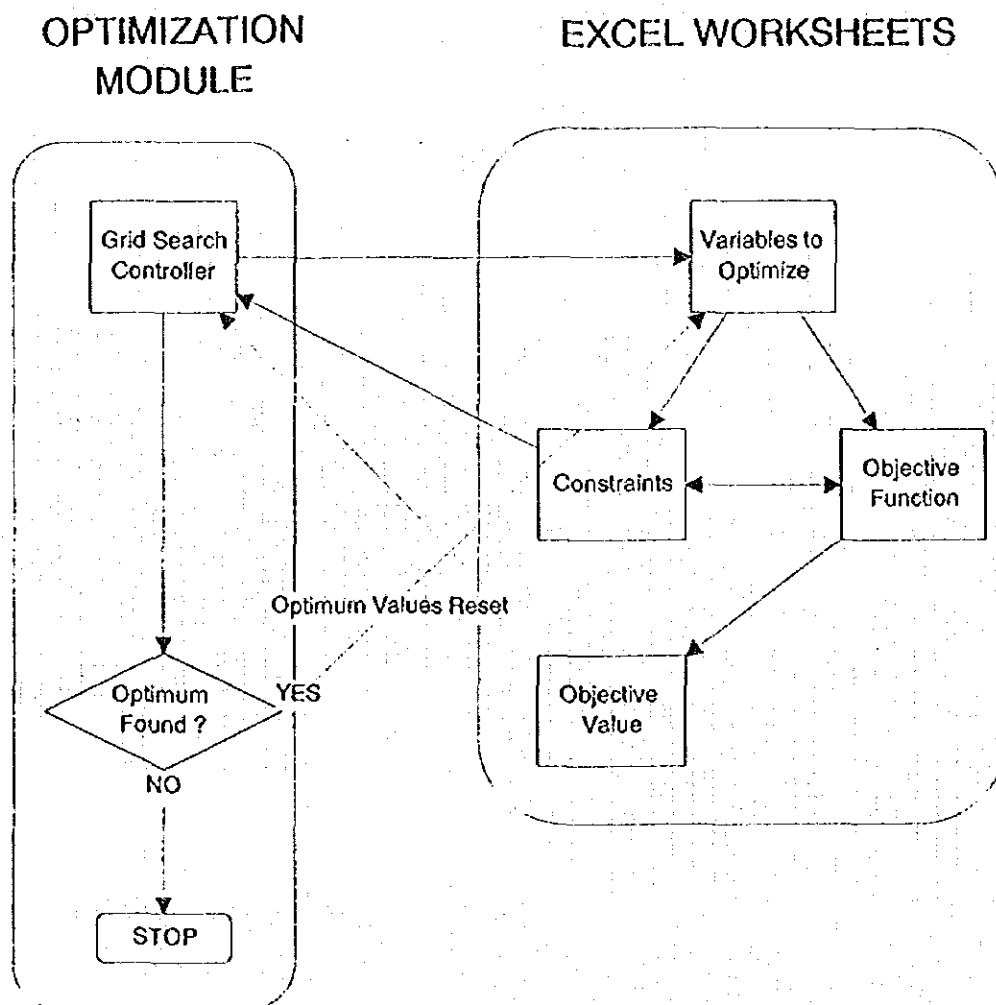 OPTIMIZATION
MODULE
EXCEL WORKSHEETS
Grid Search
Controller
Variables to
Optimize
Constraints
Objective
Function
Optimum Values Reset
Optimum
Found ?
YES
Objective
Value
NO
STOP